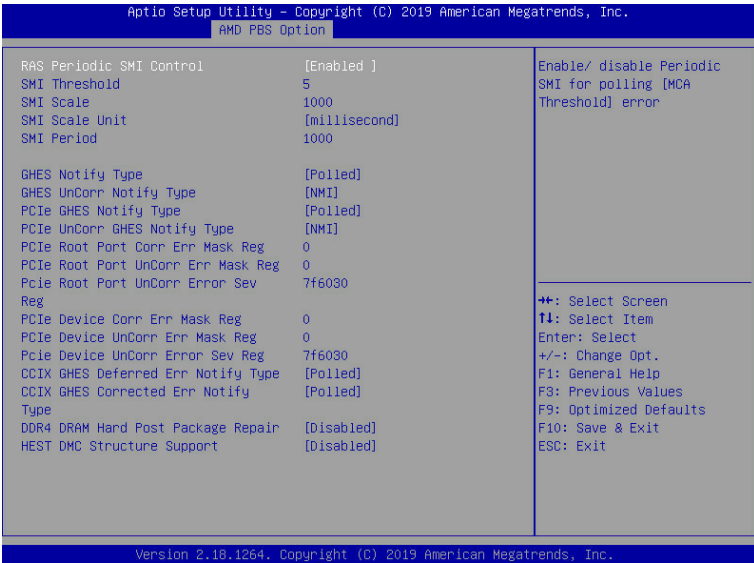 Aptio Setup Utility – Copyright (C) 2019 American Megatrends, Inc.
AMD PBS Option
RAS Periodic SMI Control [Enabled ]
SMI Threshold 5
SMI Scale 1000
SMI Scale Unit [millisecond]
SMI Period 1000
GHES Notify Type [Polled]
GHES UnCorr Notify Type [NMI]
PCIe GHES Notify Type [Polled]
PCIe UnCorr GHES Notify Type [NMI]
PCIe Root Port Corr Err Mask Reg 0
PCIe Root Port UnCorr Err Mask Reg 0
Pcie Root Port UnCorr Error Sev 7f6030
Reg
PCIe Device Corr Err Mask Reg 0
PCIe Device UnCorr Err Mask Reg 0
Pcie Device UnCorr Error Sev Reg 7f6030
CCIX GHES Deferred Err Notify Type [Polled]
CCIX GHES Corrected Err Notify [Polled]
Type
DDR4 DRAM Hard Post Package Repair [Disabled]
HEST DMC Structure Support [Disabled]
Enable/ disable Periodic
SMI for polling [MCA
Threshold] error
→←: Select Screen
↑↓: Select Item
Enter: Select
+/-: Change Opt.
F1: General Help
F3: Previous Values
F9: Optimized Defaults
F10: Save & Exit
ESC: Exit
Version 2.18.1264. Copyright (C) 2019 American Megatrends, Inc.